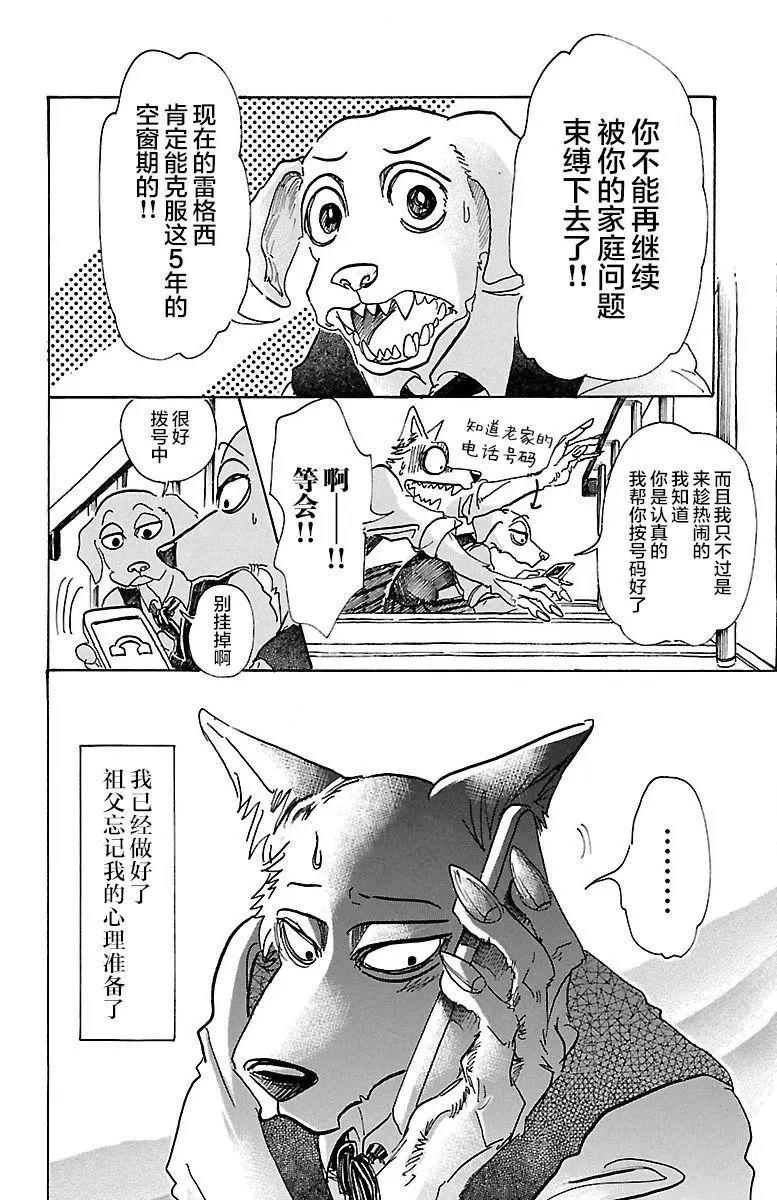 你不能再继续
被你的家庭问题
束缚下去了!!
现在的雷格西
肯定能克服这5年的
空窗期的!!
而且我只不过是
来趁热闹的
我知道
你是认真的
我帮你按号码好了
知道老家的
电话号码
啊——!!
等会!!
很好
拨号中
别挂掉啊
……
我已经做好了
祖父忘记我的心理准备了